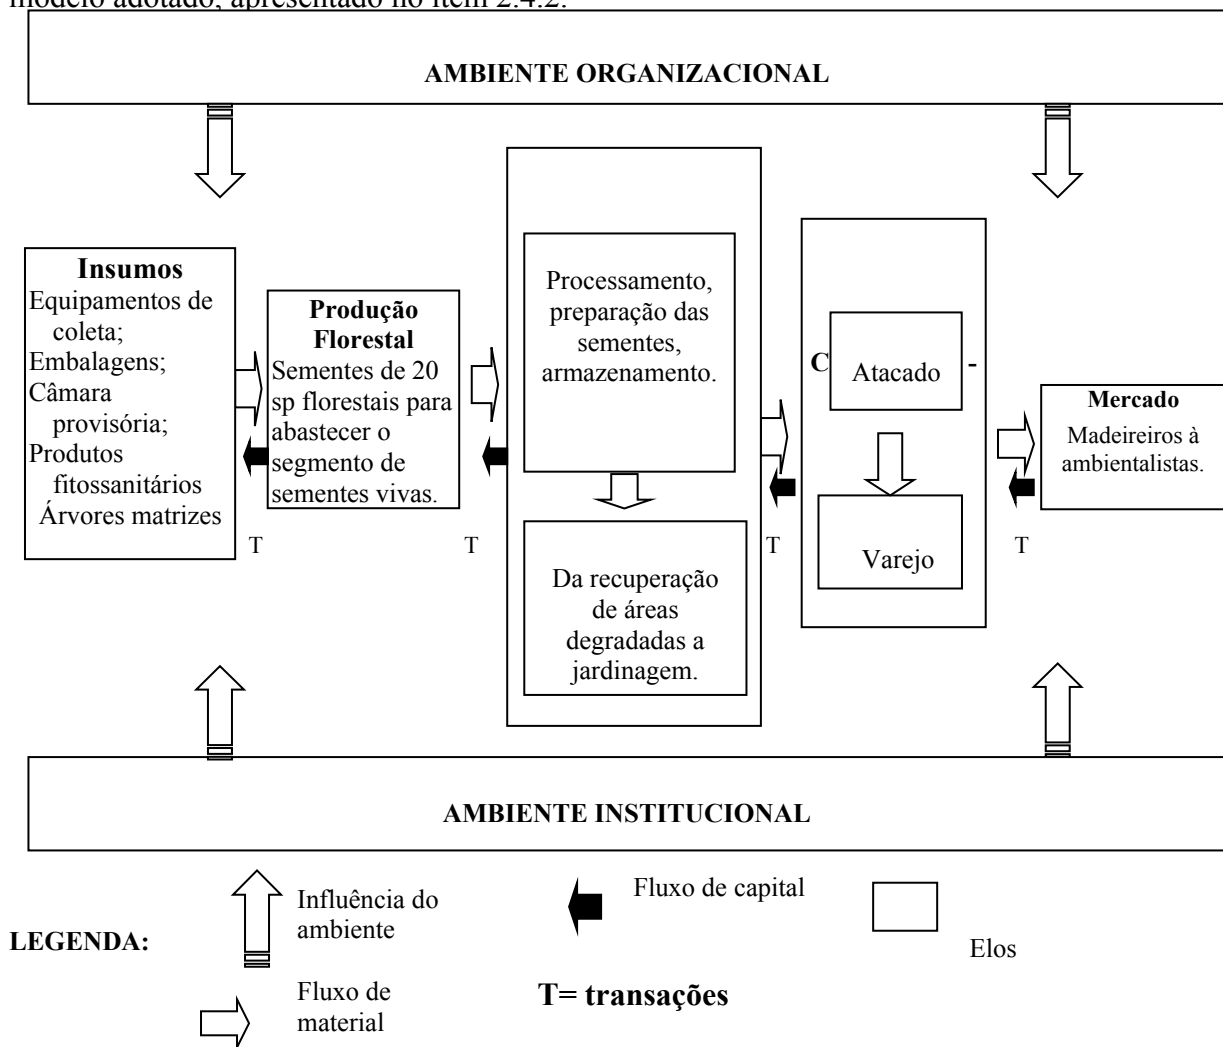 modelo adotado, apresentado no item 2.4.2.
AMBIENTE ORGANIZACIONAL
Insumos
Equipamentos de
coleta;
Embalagens;
Câmara
provisória;
Produtos
fitossanitários
Árvores matrizes
T
Produção
Florestal
Sementes de 20
sp florestais para
abastecer o
segmento de
sementes vivas.
T
Processamento,
preparação das
sementes,
armazenamento.
Da recuperação
de áreas
degradadas a
jardinagem.
T
C
Atacado
-
Varejo
T
Mercado
Madeireiros à
ambientalistas.
AMBIENTE INSTITUCIONAL
LEGENDA:
Influência do
ambiente
Fluxo de capital
Elos
Fluxo de
material
T= transações